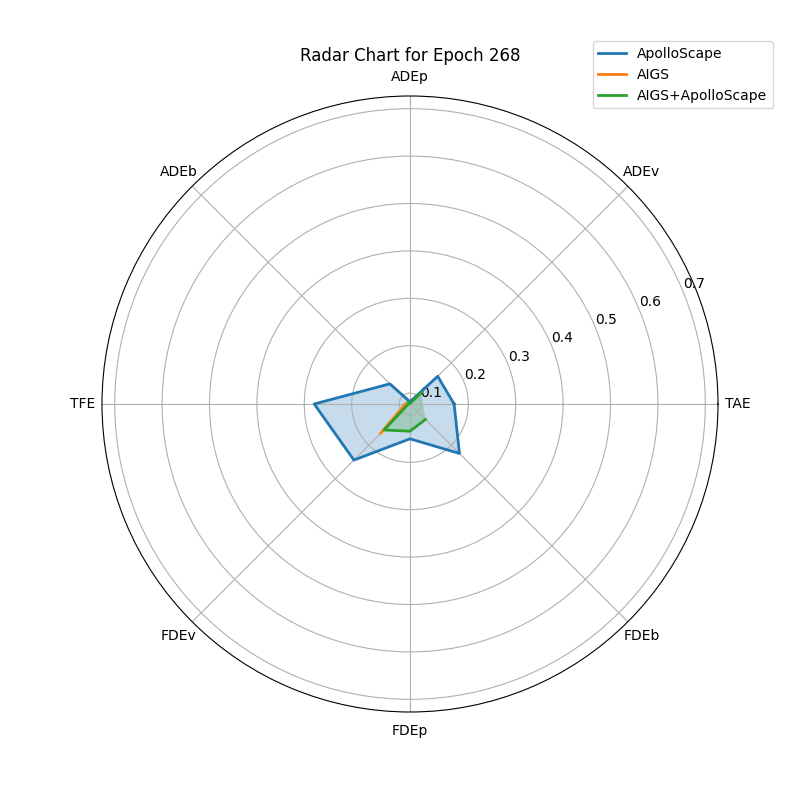 Radar Chart for Epoch 268
ApolloScape
AIGS
AIGS+ApolloScape
ADEp
ADEb
ADEv
0.7
0.6
0.5
0.4
0.3
0.2
0.1
TFE
TAE
FDEv
FDEb
FDEp